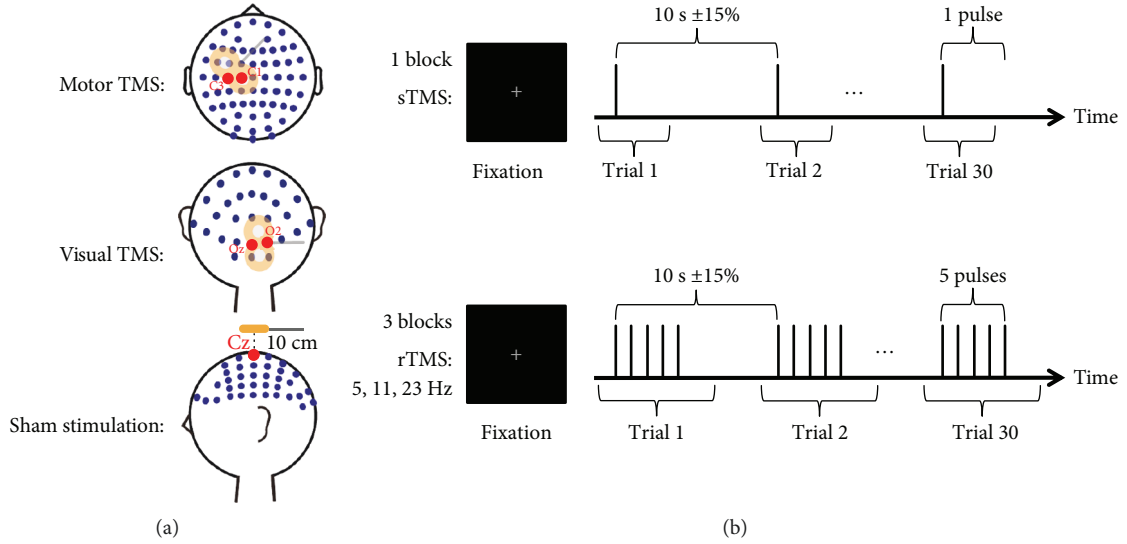 Motor TMS:
C1
C3
Visual TMS:
O2
Oz
Cz
10 cm
Sham stimulation:
(a)
10 s ±15%
1 pulse
1 block
sTMS:
+
...
Time
Fixation
Trial 1
Trial 2
Trial 30
10 s ±15%
5 pulses
3 blocks
rTMS:
5, 11, 23 Hz
+
...
Time
Fixation
Trial 1
Trial 2
Trial 30
(b)